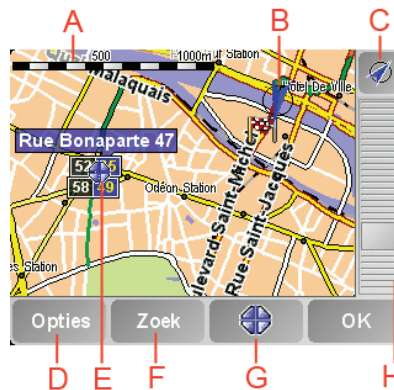 A
B
C
500
1000m
Station
Malaquais
Hôtel De Ville
Rue Bonaparte 47
52
58 49
Odéon Station
Boulevard Saint-Michel
Rue Saint-Jacques
Station
Opties
Zoek
OK
D
E
F
G
H